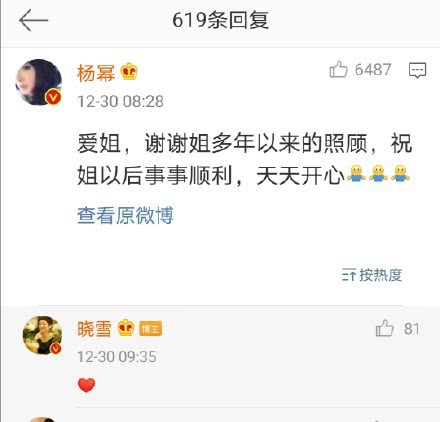 619条回复
杨幂
6487
12-30 08:28
爱姐，谢谢姐多年以来的照顾，祝
姐以后事事顺利，天天开心
查看原微博
按热度
晓雪 博主
81
12-30 09:35